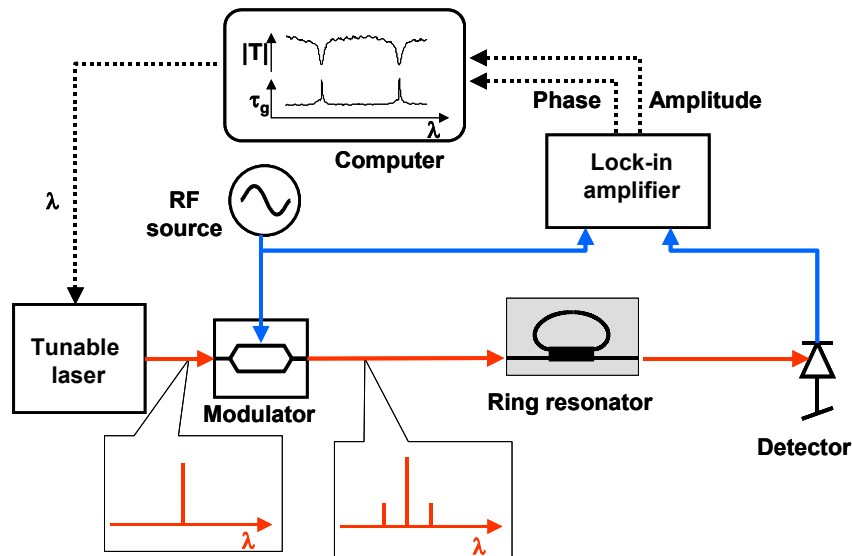 |T|
τg
λ
Computer
Phase
Amplitude
Lock-in
amplifier
λ
RF
source
Tunable
laser
Modulator
Ring resonator
Detector
λ
λ